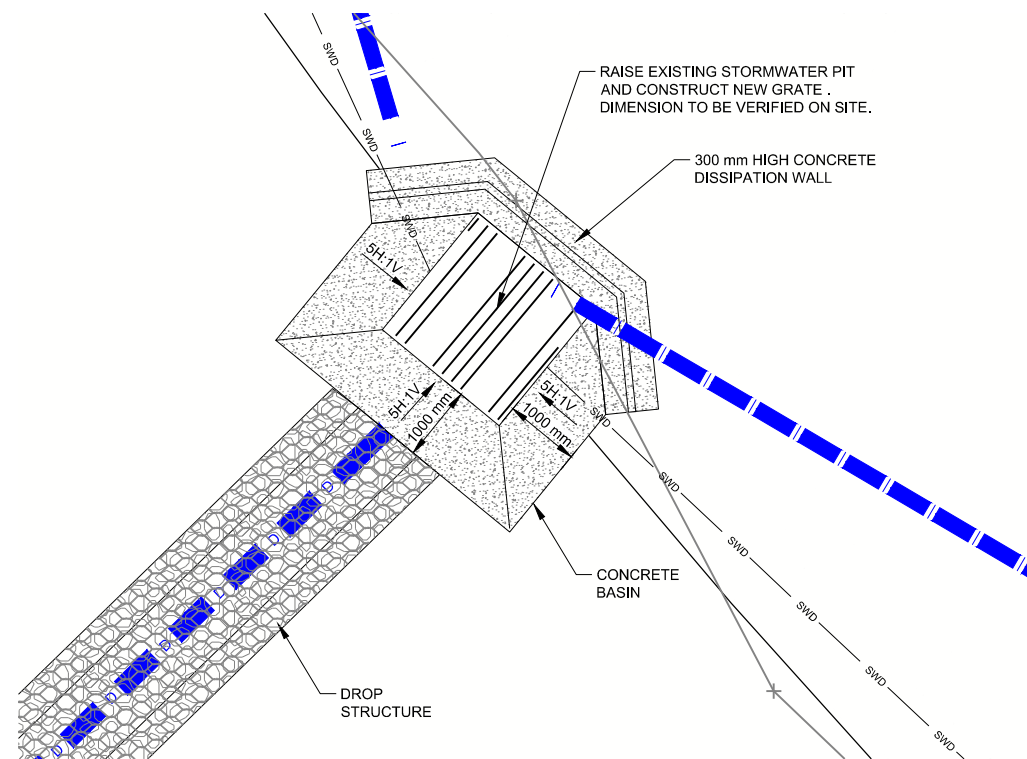 SWD
RAISE EXISTING STORMWATER PIT
AND CONSTRUCT NEW GRATE .
DIMENSION TO BE VERIFIED ON SITE.
SWD
300 mm HIGH CONCRETE
DISSIPATION WALL
SWD
SWD
5H:1V
I
I
5H:1V
1000 mm
5H:1V
1000 mm
SWD
SWD
SWD
SWD
SWD
SWD
CONCRETE
BASIN
D
D
D
D
D
D
DROP
STRUCTURE